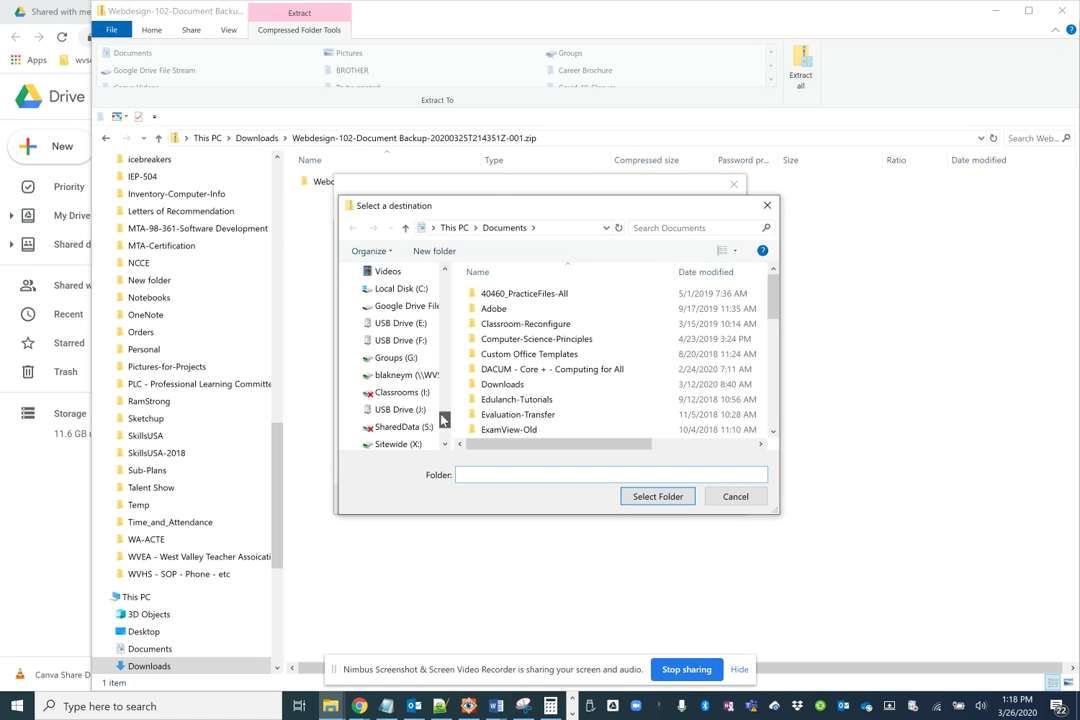 Shared with me
Webdesign-102-Document Backu...
Extract
File
Home
Share
View
Compressed Folder Tools
Apps
wvsd
Documents
Pictures
Groups
Google Drive File Stream
BROTHER
Career Brochure
Extract all
Extract To
Drive
This PC
Downloads
Webdesign-102-Document Backup-20200325T214351Z-001.zip
Search Web...
Name
Type
Compressed size
Password pr...
Size
Ratio
Date modified
New
Priority
My Drive
Shared d
Shared w
Recent
Starred
Trash
Storage
11.6 GB u
icebreakers
IEP-504
Inventory-Computer-Info
Letters of Recommendation
MTA-98-361-Software Development
MTA-Certification
NCCE
New folder
Notebooks
OneNote
Orders
Personal
Pictures-for-Projects
PLC - Professional Learning Committe
RamStrong
Sketchup
SkillsUSA
SkillsUSA-2018
Sub-Plans
Talent Show
Temp
Time_and_Attendance
WA-ACTE
WVEA - West Valley Teacher Assoicati
WVHS - SOP - Phone - etc
This PC
3D Objects
Desktop
Documents
Downloads
Webc
Select a destination
This PC
Documents
Search Documents
Organize
New folder
Videos
Local Disk (C:)
Google Drive File
USB Drive (E:)
USB Drive (F:)
Groups (G:)
blakneym (\\WVS
Classrooms (I:)
USB Drive (J:)
SharedData (S:)
Sitewide (X:)
Name
Date modified
40460_PracticeFiles-All 5/1/2019 7:36 AM
Adobe 9/17/2019 11:35 AM
Classroom-Reconfigure 3/15/2019 10:14 AM
Computer-Science-Principles 4/23/2019 3:24 PM
Custom Office Templates 8/20/2018 11:24 AM
DACUM - Core + - Computing for All 2/24/2020 7:11 AM
Downloads 3/12/2020 8:40 AM
Edulanch-Tutorials 9/12/2018 10:56 AM
Evaluation-Transfer 11/5/2018 10:28 AM
ExamView-Old 10/4/2018 11:10 AM
Folder:
Select Folder
Cancel
Nimbus Screenshot & Screen Video Recorder is sharing your screen and audio.
Stop sharing
Hide
Canva Share D
1 item
Type here to search
1:18 PM
3/26/2020
22